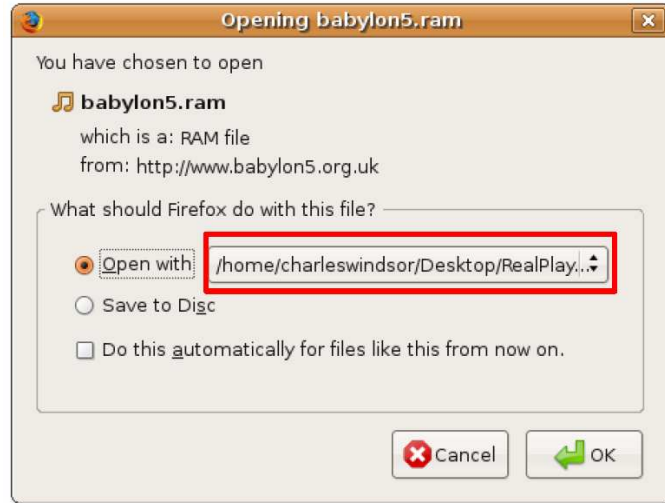 Opening babylon5.ram
You have chosen to open
babylon5.ram
which is a: RAM file
from: http://www.babylon5.org.uk
What should Firefox do with this file?
Open with /home/charleswindsor/Desktop/RealPlay...
Save to Disc
Do this automatically for files like this from now on.
Cancel OK